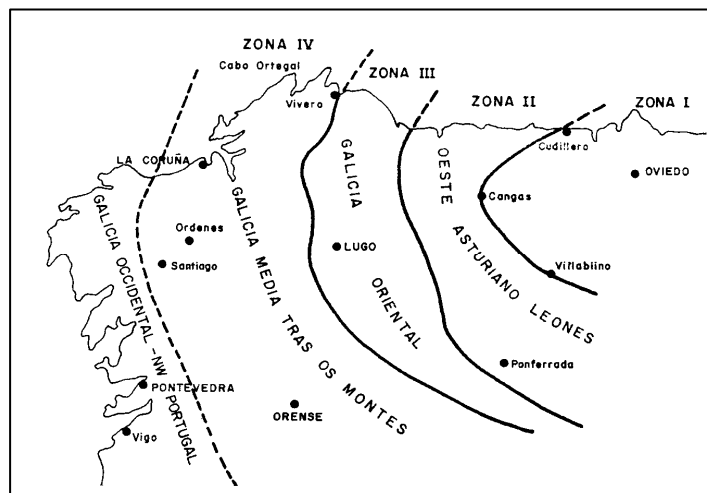 ZONA IV
Cabo Ortegal
ZONA III
Vivero
ZONA II
ZONA I
Cudillero
OVIEDO
LA CORUÑA
Cangas
Ordenes
LUGO
Santiago
Villablino
Ponferrada
PONTEVEDRA
ORENSE
Vigo
GALICIA OCCIDENTAL -NW PORTUGAL
GALICIA MEDIA TRAS OS MONTES
GALICIA ORIENTAL
OESTE ASTURIANO LEONES